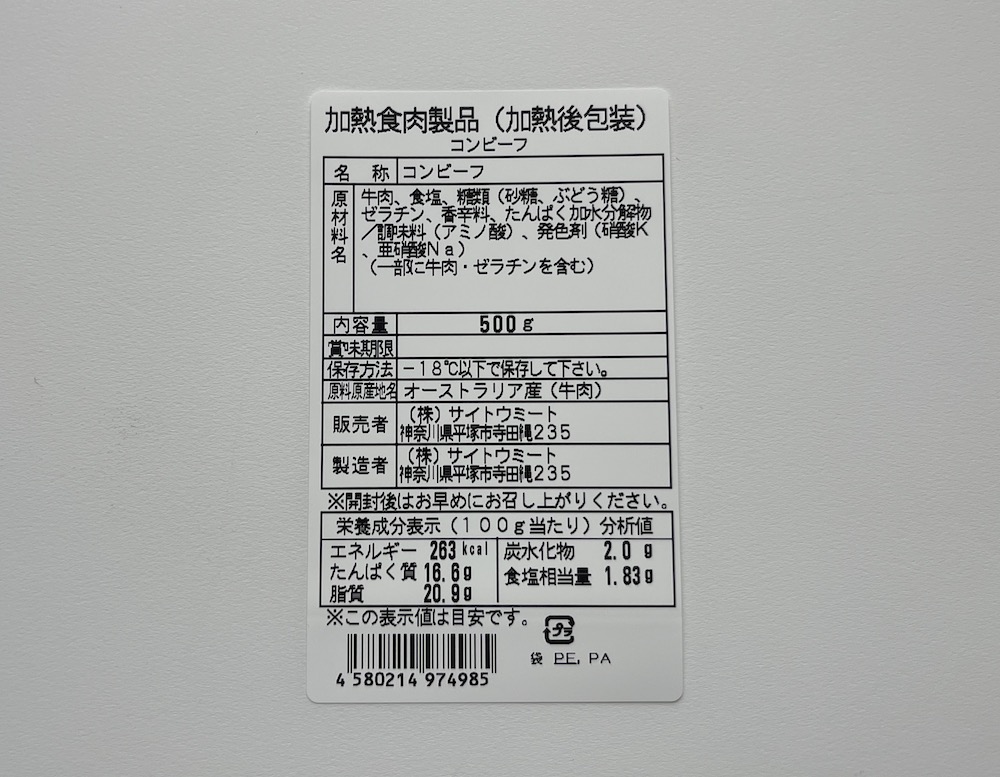 加熱食肉製品（加熱後包装）
コンビーフ
名　称 コンビーフ
原材料名 牛肉、食塩、糖類（砂糖、ぶどう糖）、
ゼラチン、香辛料、たんぱく加水分解物
／調味料（アミノ酸）、発色剤（硝酸K
、亜硝酸Ｎａ）
（一部に牛肉・ゼラチンを含む）
内容量 500ｇ
賞味期限
保存方法 －１８℃以下で保存して下さい。
原料原産地名 オーストラリア産（牛肉）
販売者 （株）サイトウミート
神奈川県平塚市寺田縄２３５
製造者 （株）サイトウミート
神奈川県平塚市寺田縄２３５
※開封後はお早めにお召し上がりください。
栄養成分表示（１００ｇ当たり）分析値
エネルギー 263 kcal 炭水化物 2.0 g
たんぱく質 16.6g 食塩相当量 1.83g
脂質 20.9g
※この表示値は目安です。
プラ
袋 PE, PA
4 580214 974985